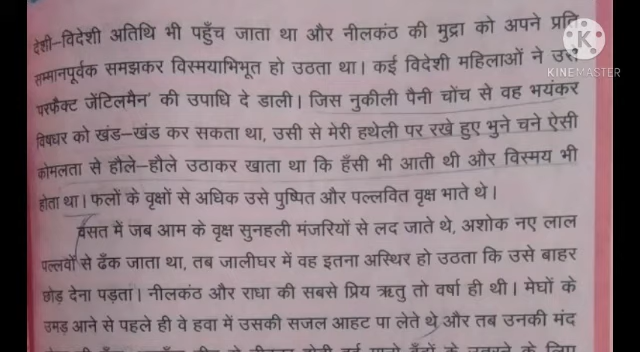 देशी–विदेशी अतिथि भी पहुँच जाता था और नीलकंठ की मुद्रा को अपने प्रति
सम्मानपूर्वक समझकर विस्मयाभिभूत हो उठता था। कई विदेशी महिलाओं ने उसे
KINEMASTER
परफैक्ट जेंटिलमैन’ की उपाधि दे डाली। जिस नुकीली पैनी चोंच से वह भयंकर
विषधर को खंड–खंड कर सकता था, उसी से मेरी हथेली पर रखे हुए भुने चने ऐसी
कोमलता से हौले–हौले उठाकर खाता था कि हँसी भी आती थी और विस्मय भी
होता था। फलों के वृक्षों से अधिक उसे पुष्पित और पल्लवित वृक्ष भाते थे।
वसंत में जब आम के वृक्ष सुनहली मंजरियों से लद जाते थे, अशोक नए लाल
पल्लवों से ढँक जाता था, तब जालीघर में वह इतना अस्थिर हो उठता कि उसे बाहर
छोड़ देना पड़ता। नीलकंठ और राधा की सबसे प्रिय ऋतु तो वर्षा ही थी। मेघों के
उमड़ आने से पहले ही वे हवा में उसकी सजल आहट पा लेते थे और तब उनकी मंद